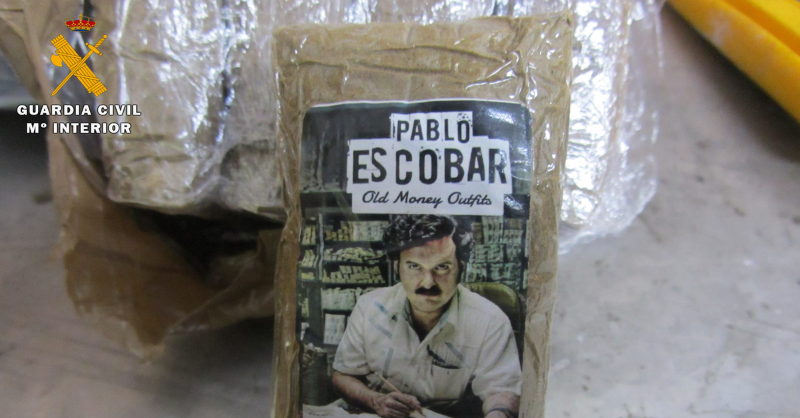 GUARDIA CIVIL
Mº INTERIOR
PABLO
ESCOBAR
Old Money Outfits